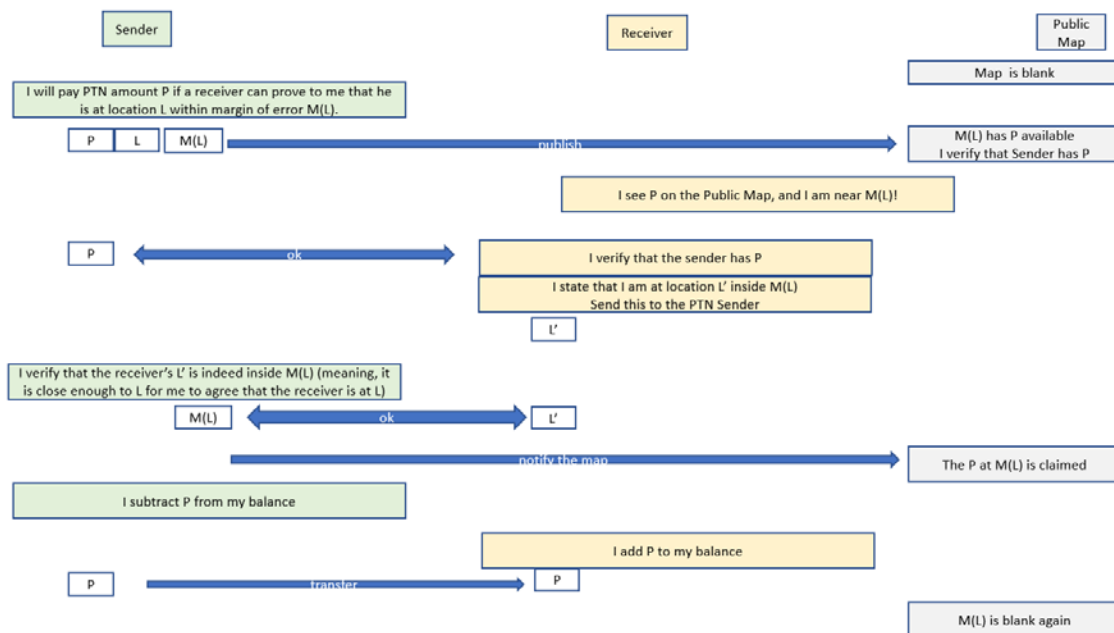 Sender
Receiver
Public
Map
Map is blank
I will pay PTN amount P if a receiver can prove to me that he
is at location L within margin of error M(L).
P
L
M(L)
publish
M(L) has P available
I verify that Sender has P
I see P on the Public Map, and I am near M(L)!
P
ok
I verify that the sender has P
I state that I am at location L' inside M(L)
Send this to the PTN Sender
L'
I verify that the receiver's L' is indeed inside M(L) (meaning, it
is close enough to L for me to agree that the receiver is at L)
M(L)
ok
L'
notify the map
The P at M(L) is claimed
I subtract P from my balance
I add P to my balance
P
transfer
P
M(L) is blank again